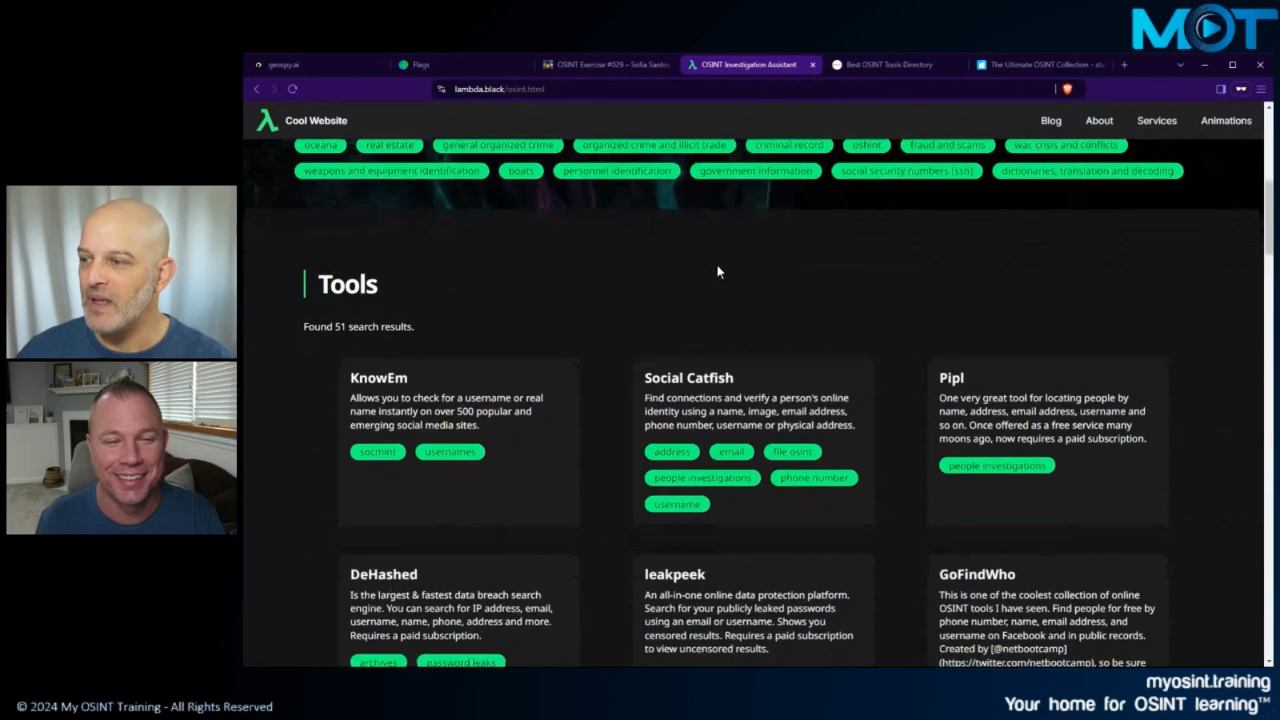 MOT
geospy.ai
Flags
OSINT Exercise #029 – Sofia Santos
OSINT Investigation Assistant
Best OSINT Tools Directory
The Ultimate OSINT Collection - sta
lambda.black/osint.html
Cool Website
Blog
About
Services
Animations
oceana
real estate
general organized crime
organized crime and illicit trade
criminal record
oshint
fraud and scams
war, crisis and conflicts
weapons and equipment identification
boats
personnel identification
government information
social security numbers [ssn]
dictionaries, translation and decoding
Tools
Found 51 search results.
KnowEm
Allows you to check for a username or real
name instantly on over 500 popular and
emerging social media sites.
socmint
usernames
Social Catfish
Find connections and verify a person's online
identity using a name, image, email address,
phone number, username or physical address.
address
email
file osint
people investigations
phone number
username
Pipl
One very great tool for locating people by
name, address, email address, username and
so on. Once offered as a free service many
moons ago, now requires a paid subscription.
people investigations
DeHashed
Is the largest & fastest data breach search
engine. You can search for IP address, email,
username, name, phone, address and more.
Requires a paid subscription.
archives
password leaks
leakpeek
An all-in-one online data protection platform.
Search for your publicly leaked passwords
using an email or username. Shows you
censored results. Requires a paid subscription
to view uncensored results.
GoFindWho
This is one of the coolest collection of online
OSINT tools I have seen. Find people for free by
phone number, name, email address, and
username on Facebook and in public records.
Created by [@netbootcamp]
(https://twitter.com/netbootcamp), so be sure
© 2024 My OSINT Training - All Rights Reserved
myosint.training
Your home for OSINT learning™